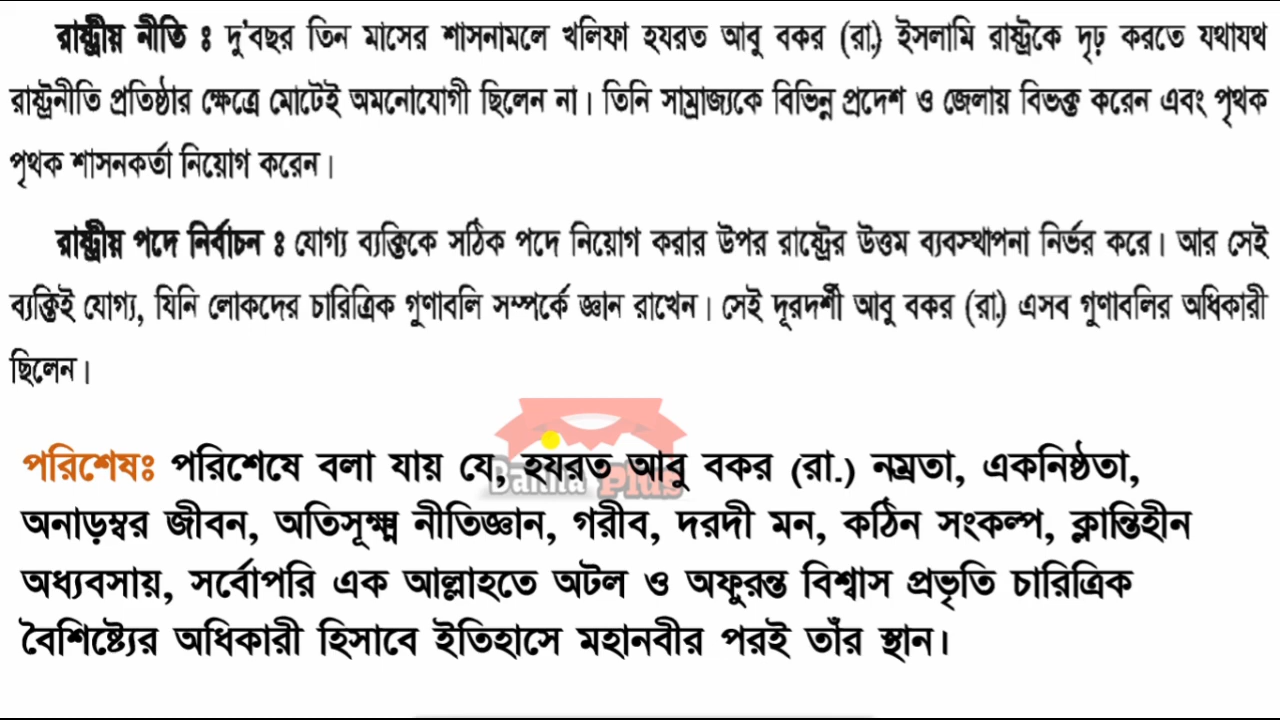 রাষ্ট্রীয় নীতি : দু'বছর তিন মাসের শাসনামলে খলিফা হযরত আবু বকর (রা.) ইসলামি রাষ্ট্রকে দৃঢ় করতে যথাযথ
রাষ্ট্রনীতি প্রতিষ্ঠার ক্ষেত্রে মোটেই অমনোযোগী ছিলেন না। তিনি সাম্রাজ্যকে বিভিন্ন প্রদেশ ও জেলায় বিভক্ত করেন এবং পৃথক
পৃথক শাসনকর্তা নিয়োগ করেন।
রাষ্ট্রীয় পদে নির্বাচন : যোগ্য ব্যক্তিকে সঠিক পদে নিয়োগ করার উপর রাষ্ট্রের উত্তম ব্যবস্থাপনা নির্ভর করে। আর সেই
ব্যক্তিই যোগ্য, যিনি লোকদের চারিত্রিক গুণাবলি সম্পর্কে জ্ঞান রাখেন। সেই দূরদর্শী আবু বকর (রা.) এসব গুণাবলির অধিকারী
ছিলেন।
পরিশেষঃ পরিশেষে বলা যায় যে, হযরত আবু বকর (রা.) নম্রতা, একনিষ্ঠতা,
Dakhil Plus
অনাড়ম্বর জীবন, অতিসূক্ষ্ম নীতিজ্ঞান, গরীব, দরদী মন, কঠিন সংকল্প, ক্লান্তিহীন
অধ্যবসায়, সর্বোপরি এক আল্লাহতে অটল ও অফুরন্ত বিশ্বাস প্রভৃতি চারিত্রিক
বৈশিষ্ট্যের অধিকারী হিসাবে ইতিহাসে মহানবীর পরই তাঁর স্থান।